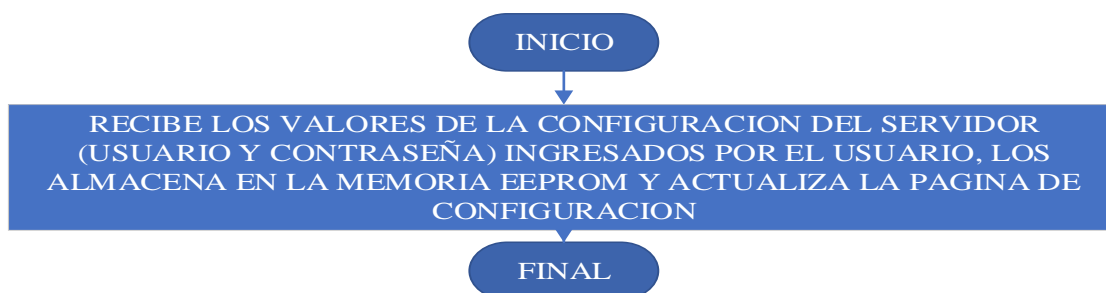 INICIO
RECIBE LOS VALORES DE LA CONFIGURACION DEL SERVIDOR
(USUARIO Y CONTRASEÑA) INGRESADOS POR EL USUARIO, LOS
ALMACENA EN LA MEMORIA EEPROM Y ACTUALIZA LA PAGINA DE
CONFIGURACION
FINAL